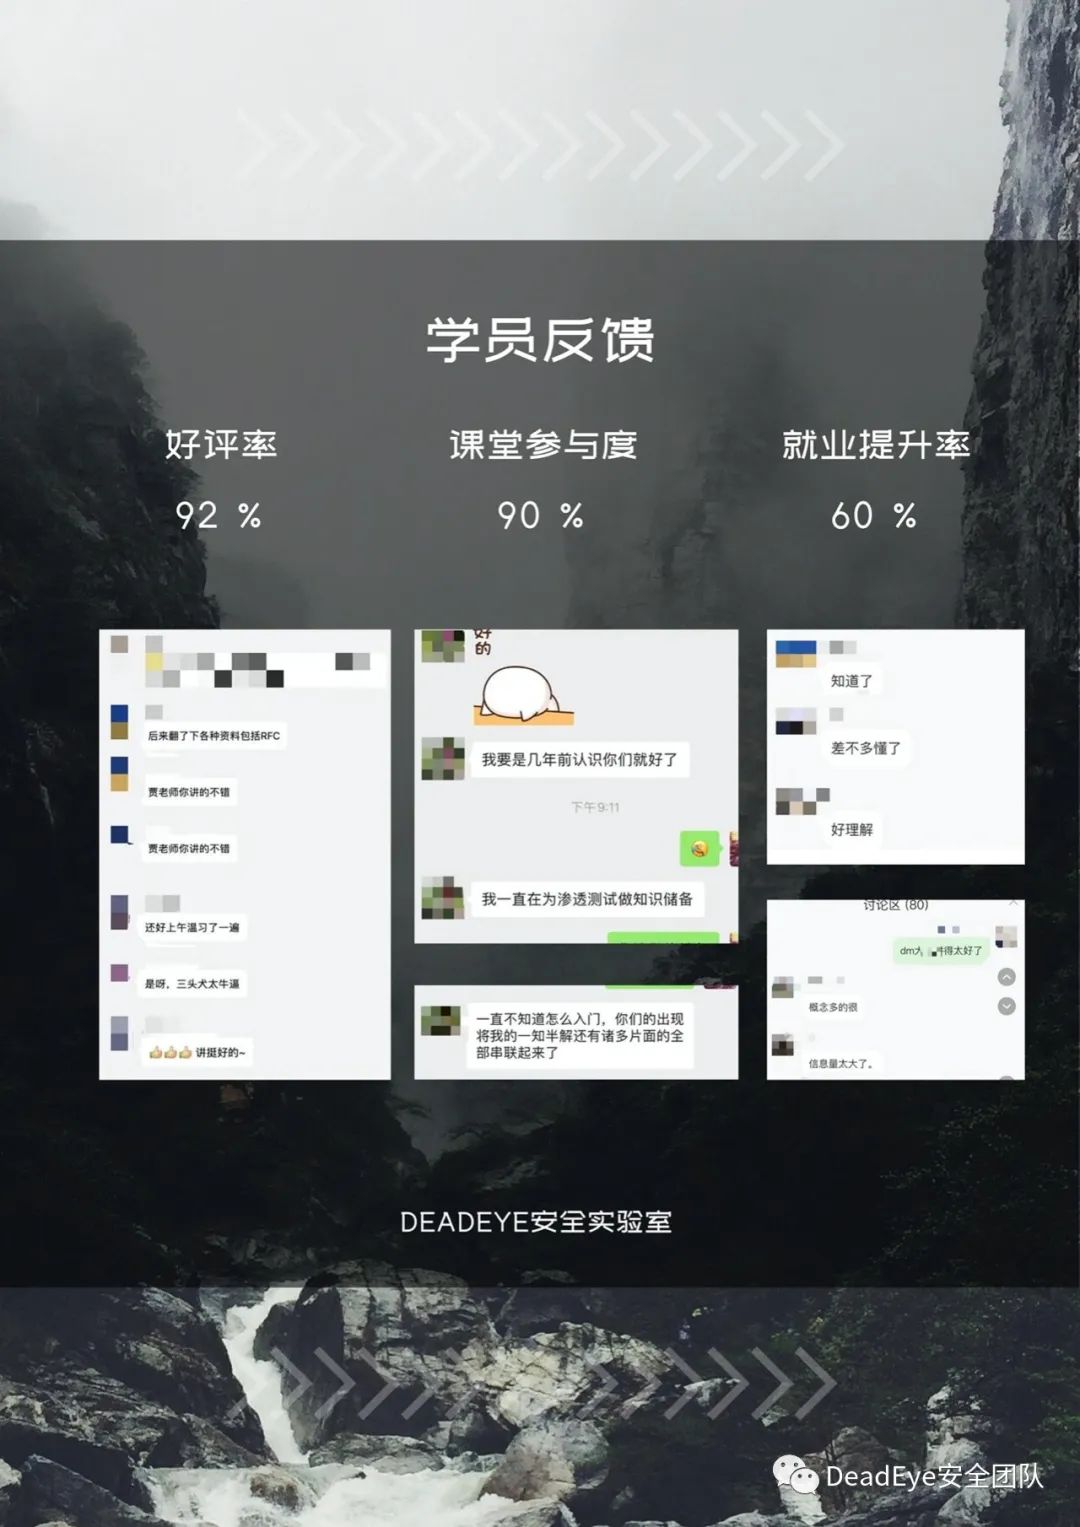 学员反馈
好评率
92 %
课堂参与度
90 %
就业提升率
60 %
后来翻了下各种资料包括RFC
贾老师你讲的不错
贾老师你讲的不错
还好上午温习了一遍
是呀，三头犬太牛逼
👍👍👍 讲挺好的~
好
的
我要是几年前认识你们就好了
下午9:11
我一直在为渗透测试做知识储备
一直不知道怎么入门，你们的出现
将我的一知半解还有诸多片面的全
部串联起来了
知道了
差不多懂了
好理解
讨论区 (80)
dm大 得太好了
概念多的很
信息量太大了。
DEADEYE安全实验室
DeadEye安全团队